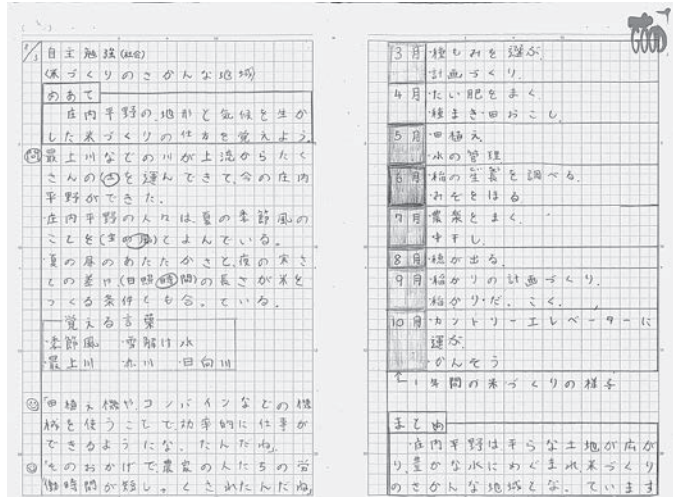 自主勉強(社会)
(米づくりのさかんな地域)
めあて
庄内平野の、地形と気候を生か
した米づくりの仕方を覚えよう。
最上川などの川が上流からたく
さんの土を運んできて、今の庄内
平野ができた。
・庄内平野の人々は、夏の季節風の
ことを(宝の風)とよんでいる。
・夏の昼のあたたかさと、夜の寒さ
との差や、(日照時間)の長さが米を
つくる条件とも合っている。
覚える言葉
・季節風 ・雪解け水
・最上川 ・赤川 ・日向川
「田植え機や、コンバインなどの機
械を使うことで、効率的に仕事が
できるようになったんだね。
「そのおかげで、農家の人たちの労
働時間が短しゅくされたんだね
GOOD
3月 ・種もみを選ぶ。
・計画づくり。
4月 ・たい肥をまく。
・種まき・田おこし。
5月 ・田植え
・水の管理
6月 ・稲の生長を調べる。
・みぞをほる
7月 ・農薬をまく。
・中干し。
8月 ・穂が出る。
9月 ・稲かりの計画づくり。
・稲かり・だっこく。
10月 ・カントリーエレベーターに
運ぶ。
・かんそう
↑1年間の米づくりの様子
まとめ
・庄内平野は平らな土地が広が
り、豊かな水にめぐまれ米づくり
のさかんな地域となっています